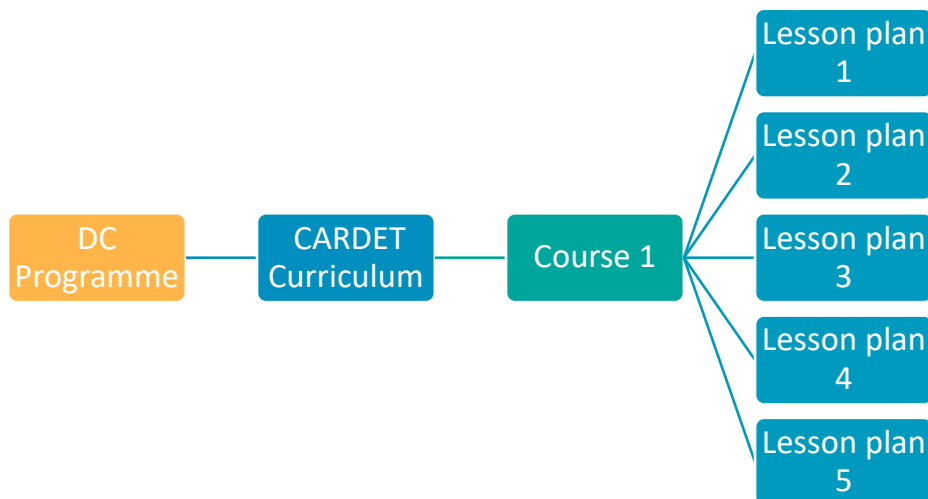 DC
Programme
CARDET
Curriculum
Course 1
Lesson plan
1
Lesson plan
2
Lesson plan
3
Lesson plan
4
Lesson plan
5